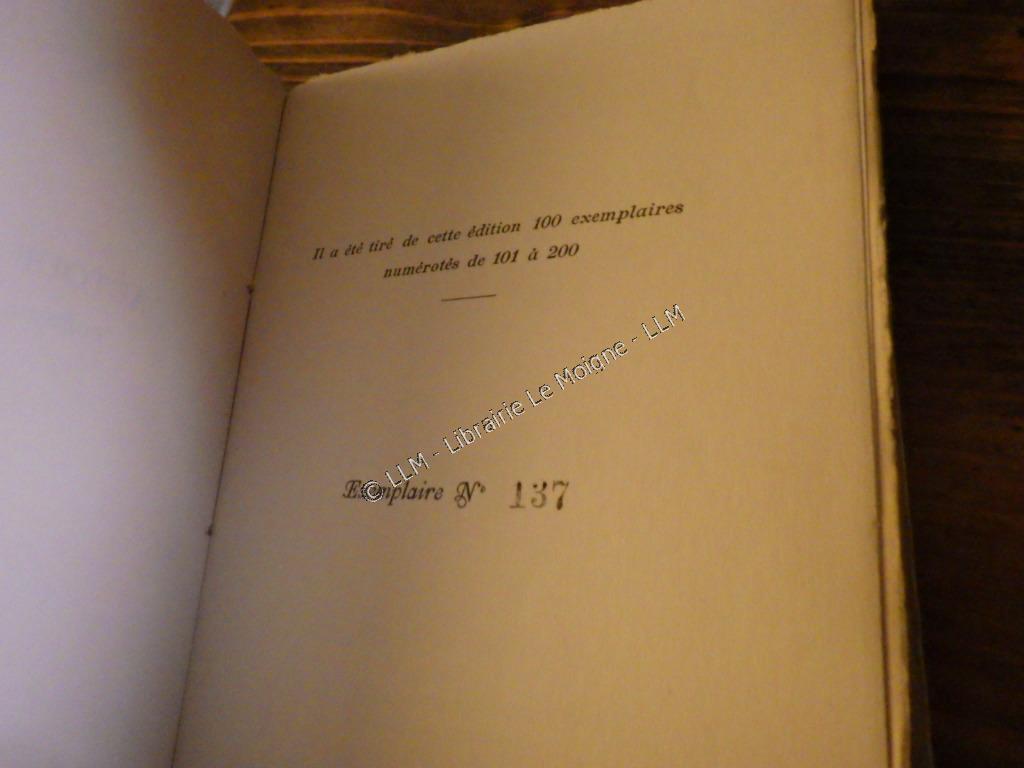 Il a été tiré de cette édition 100 exemplaires
numérotés de 101 à 200
© LLM - Librairie Le Moigne - LLM
Exemplaire N° 137